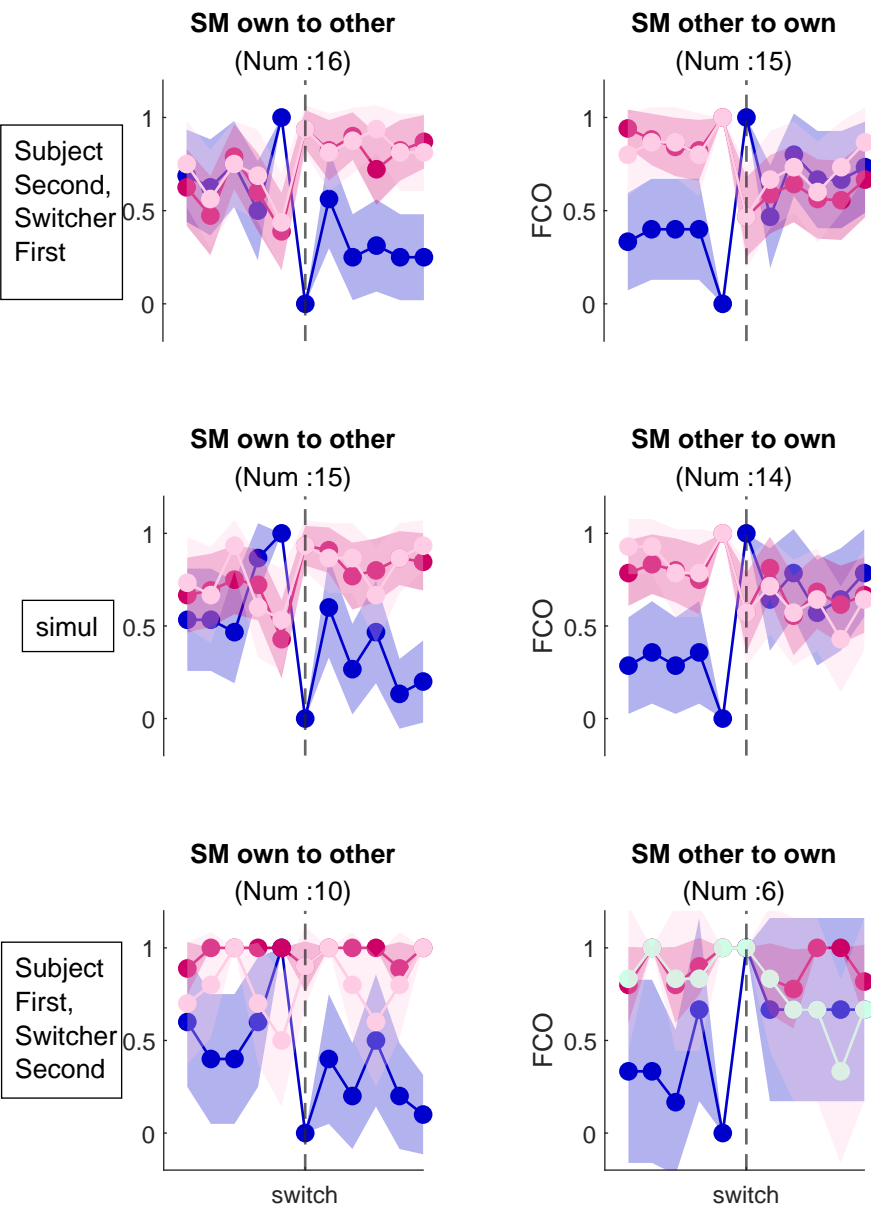 SM own to other
(Num :16)
SM other to own
(Num :15)
Subject
Second,
Switcher
First
1
0.5
0
FCO
1
0.5
0
SM own to other
(Num :15)
SM other to own
(Num :14)
simul
1
0.5
0
FCO
1
0.5
0
SM own to other
(Num :10)
SM other to own
(Num :6)
Subject
First,
Switcher
Second
1
0.5
0
switch
FCO
1
0.5
0
switch